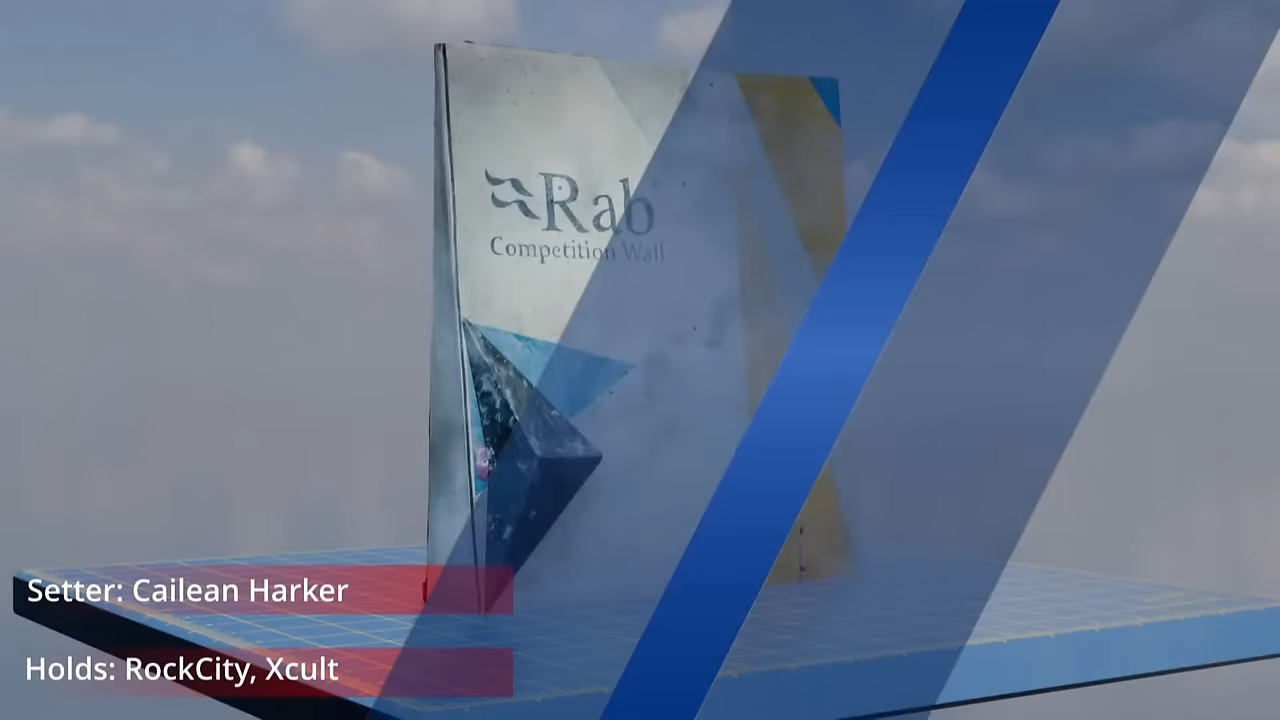 Rab
Competition Wall
Setter: Cailean Harker
Holds: RockCity, Xcult